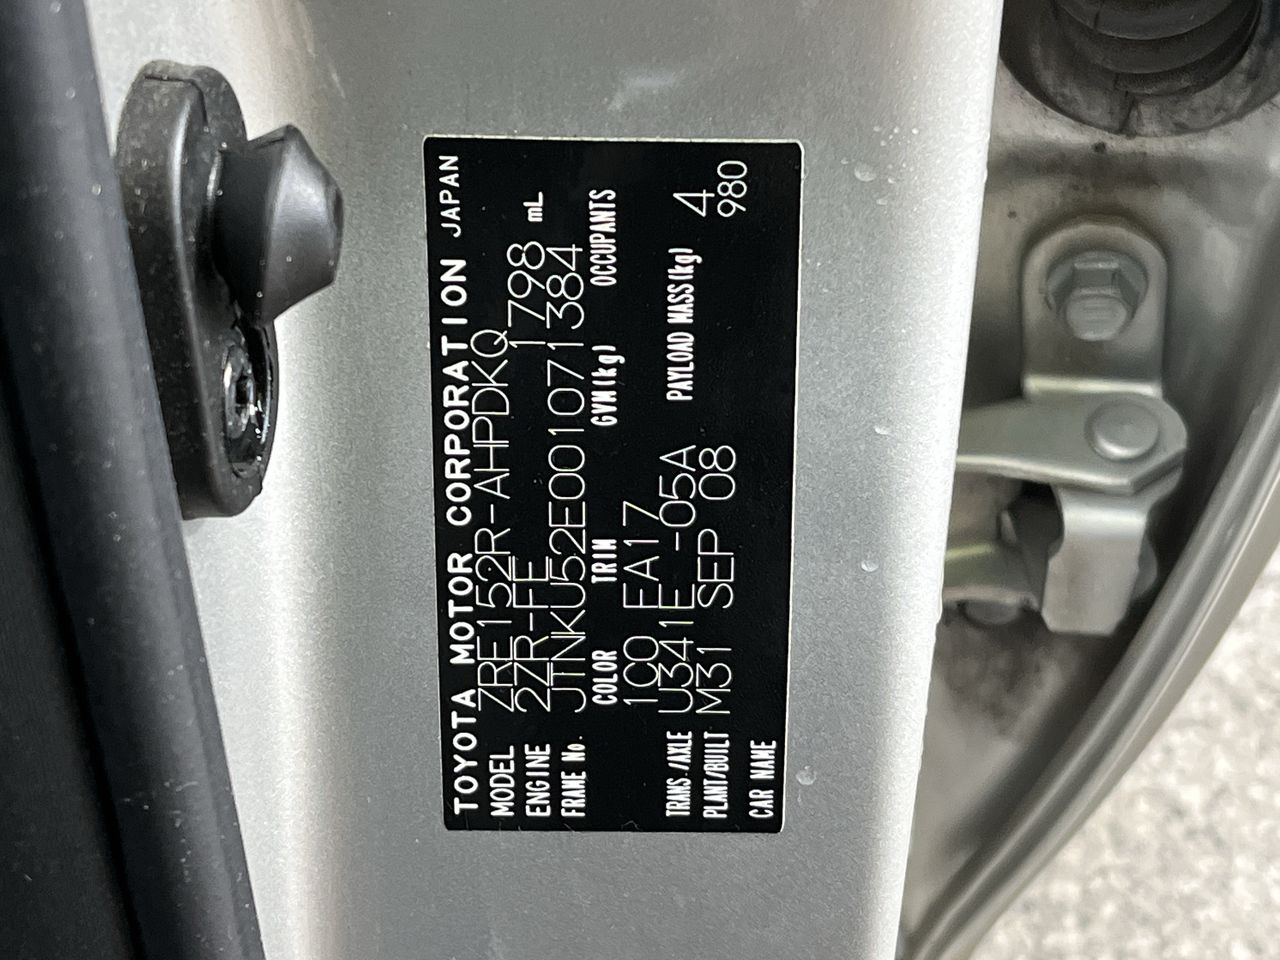 TOYOTA MOTOR CORPORATION JAPAN
MODEL ZRE152R-AHPDKQ
ENGINE 2ZR-FE 1798 mL
FRAME No. JTNKU52E001071384
COLOR TRIM GVM(kg) OCCUPANTS
1C0 EA17
TRANS./AXLE U341E -05A PAYLOAD MASS(kg) 4
PLANT/BUILT M31 SEP 08 980
CAR NAME